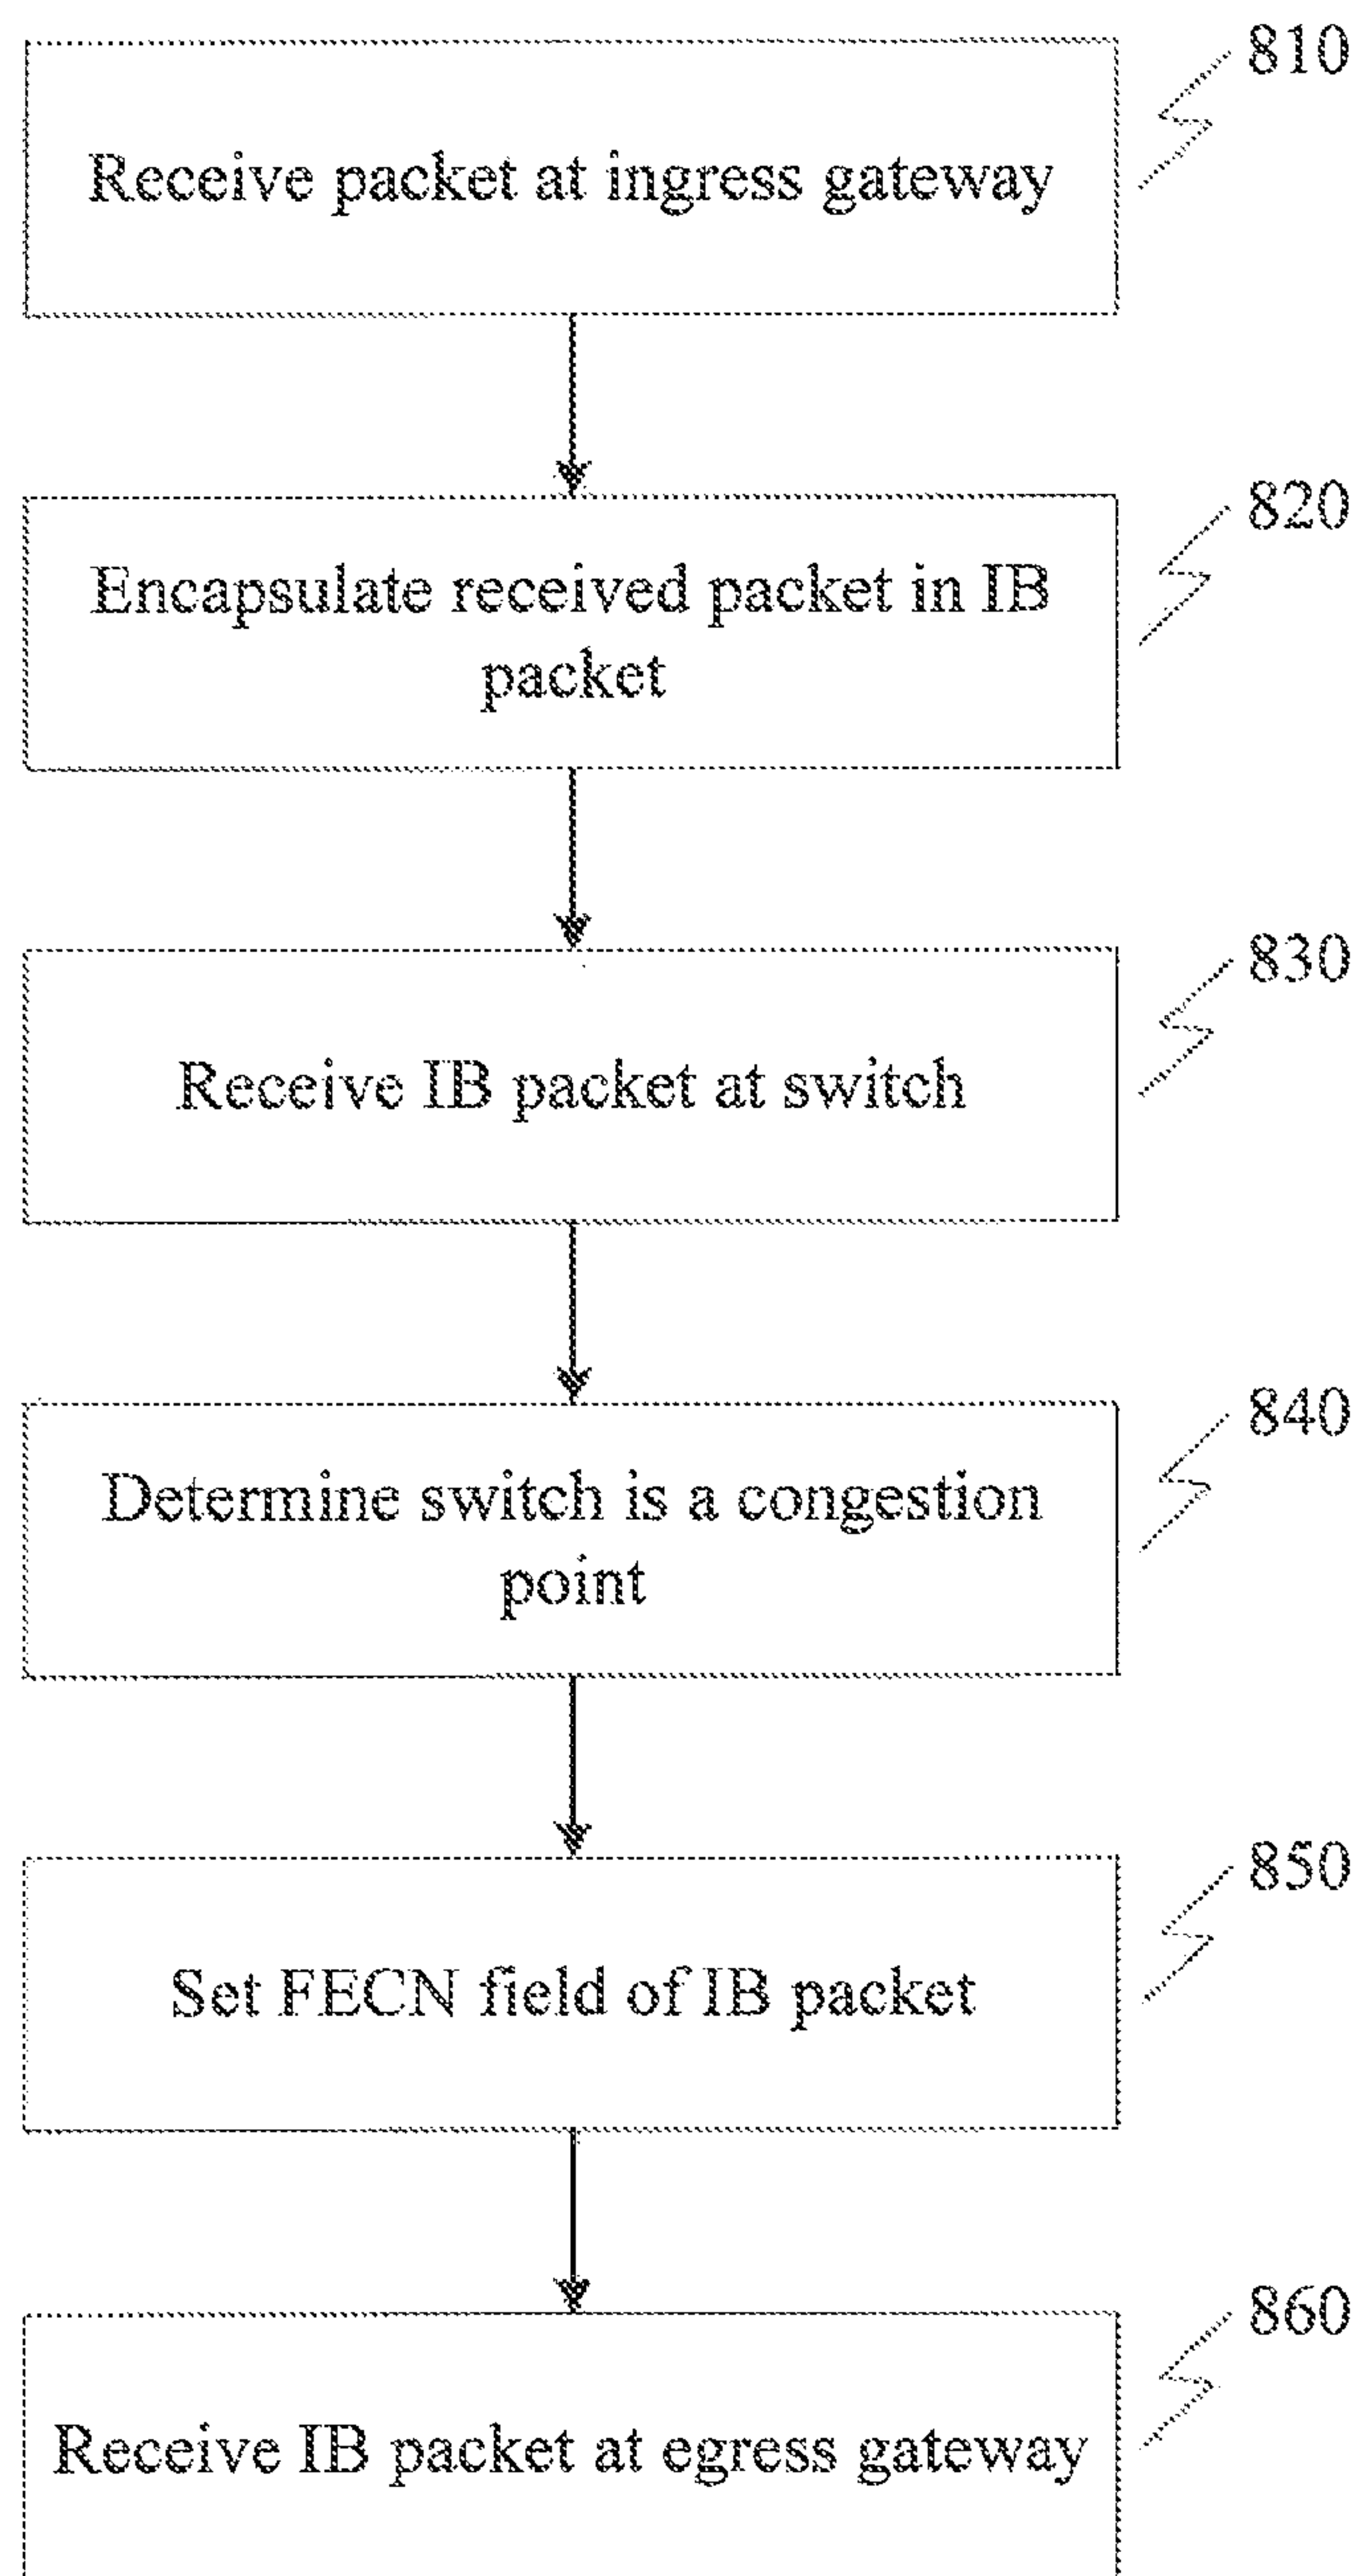 810
Receive packet at ingress gateway
820
Encapsulate received packet in IB
packet
830
Receive IB packet at switch
840
Determine switch is a congestion
point
850
Set FECN field of IB packet
860
Receive IB packet at egress gateway